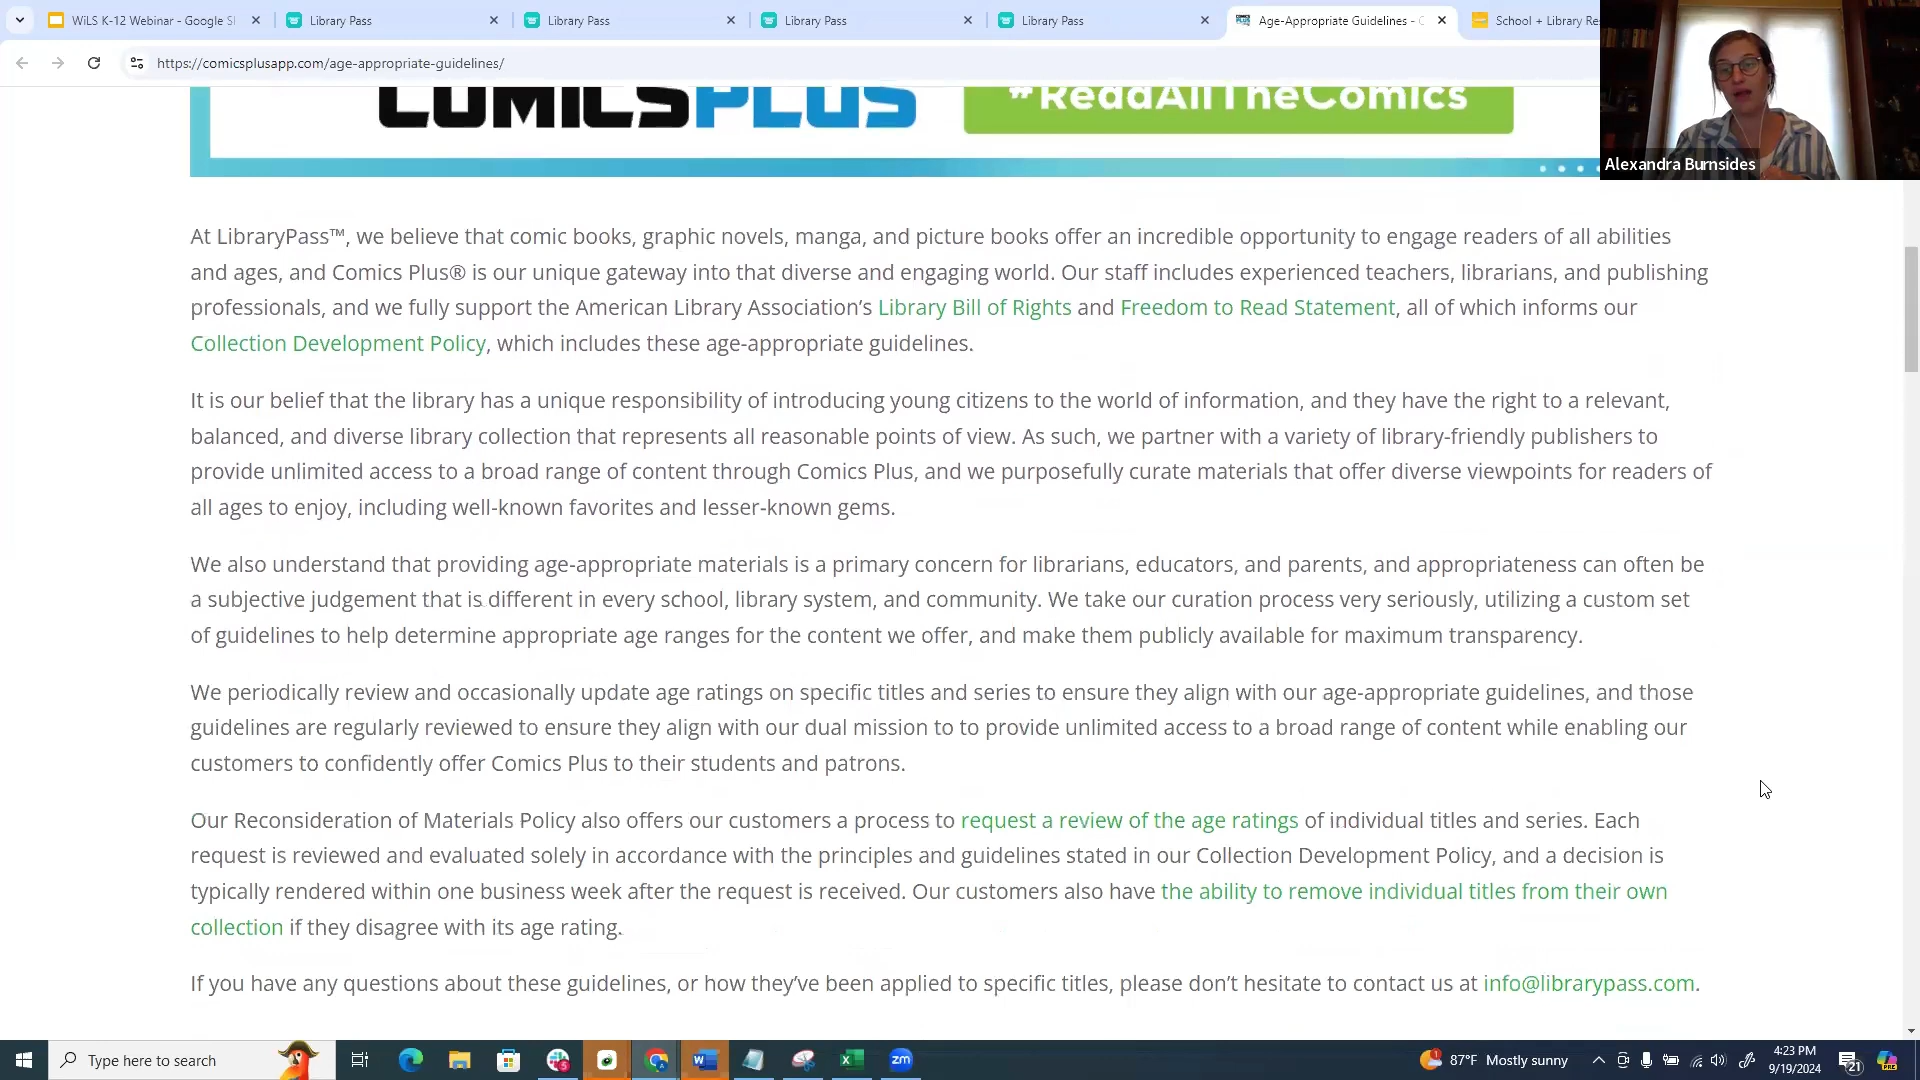 WiLS K-12 Webinar - Google Sl
Library Pass
Library Pass
Library Pass
Library Pass
Age-Appropriate Guidelines - C
School + Library Re
https://comicsplusapp.com/age-appropriate-guidelines/
COMICSPLUS
#ReadAllTheComics
Alexandra Burnsides
At LibraryPass™, we believe that comic books, graphic novels, manga, and picture books offer an incredible opportunity to engage readers of all abilities
and ages, and Comics Plus® is our unique gateway into that diverse and engaging world. Our staff includes experienced teachers, librarians, and publishing
professionals, and we fully support the American Library Association’s Library Bill of Rights and Freedom to Read Statement, all of which informs our
Collection Development Policy, which includes these age-appropriate guidelines.
It is our belief that the library has a unique responsibility of introducing young citizens to the world of information, and they have the right to a relevant,
balanced, and diverse library collection that represents all reasonable points of view. As such, we partner with a variety of library-friendly publishers to
provide unlimited access to a broad range of content through Comics Plus, and we purposefully curate materials that offer diverse viewpoints for readers of
all ages to enjoy, including well-known favorites and lesser-known gems.
We also understand that providing age-appropriate materials is a primary concern for librarians, educators, and parents, and appropriateness can often be
a subjective judgement that is different in every school, library system, and community. We take our curation process very seriously, utilizing a custom set
of guidelines to help determine appropriate age ranges for the content we offer, and make them publicly available for maximum transparency.
We periodically review and occasionally update age ratings on specific titles and series to ensure they align with our age-appropriate guidelines, and those
guidelines are regularly reviewed to ensure they align with our dual mission to to provide unlimited access to a broad range of content while enabling our
customers to confidently offer Comics Plus to their students and patrons.
Our Reconsideration of Materials Policy also offers our customers a process to request a review of the age ratings of individual titles and series. Each
request is reviewed and evaluated solely in accordance with the principles and guidelines stated in our Collection Development Policy, and a decision is
typically rendered within one business week after the request is received. Our customers also have the ability to remove individual titles from their own
collection if they disagree with its age rating.
If you have any questions about these guidelines, or how they’ve been applied to specific titles, please don’t hesitate to contact us at info@librarypass.com.
Type here to search
zm
87°F Mostly sunny
4:23 PM
9/19/2024
21